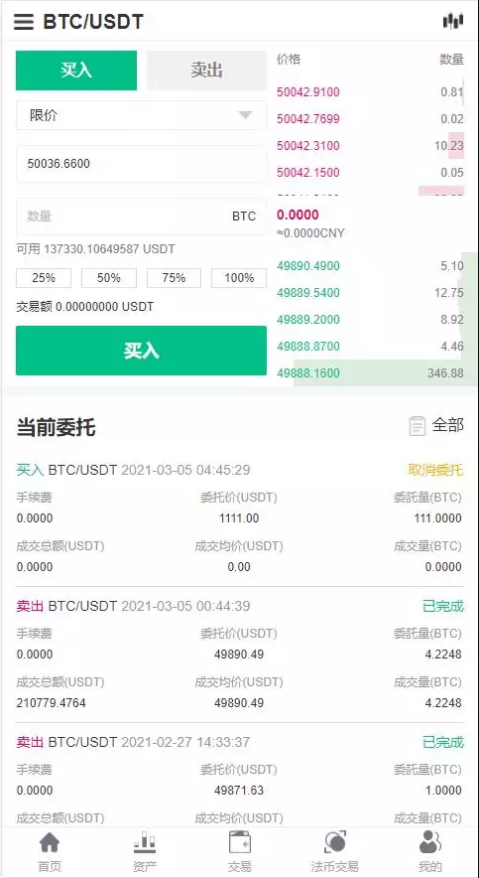 BTC/USDT
买入 卖出
限价
50036.6600
数量 BTC
可用 137330.10649587 USDT
25% 50% 75% 100%
交易额 0.00000000 USDT
买入
价格 数量
50042.9100 0.81
50042.7699 0.02
50042.3100 10.23
50042.1500 0.05
0.0000
≈0.0000CNY
49890.4900 5.10
49889.5400 12.75
49889.2000 8.92
49888.8700 4.46
49888.1600 346.88
当前委托 全部
买入 BTC/USDT 2021-03-05 04:45:29 取消委托
手续费 委托价(USDT) 委託量(BTC)
0.0000 1111.00 111.0000
成交总额(USDT) 成交均价(USDT) 成交量(BTC)
0.0000 0.00 0.0000
卖出 BTC/USDT 2021-03-05 00:44:39 已完成
手续费 委托价(USDT) 委託量(BTC)
0.0000 49890.49 4.2248
成交总额(USDT) 成交均价(USDT) 成交量(BTC)
210779.4764 49890.49 4.2248
卖出 BTC/USDT 2021-02-27 14:33:37 已完成
手续费 委托价(USDT) 委託量(BTC)
0.0000 49871.63 1.0000
成交总额(USDT) 成交均价(USDT) 成交量(BTC)
首页 资产 交易 法币交易 我的